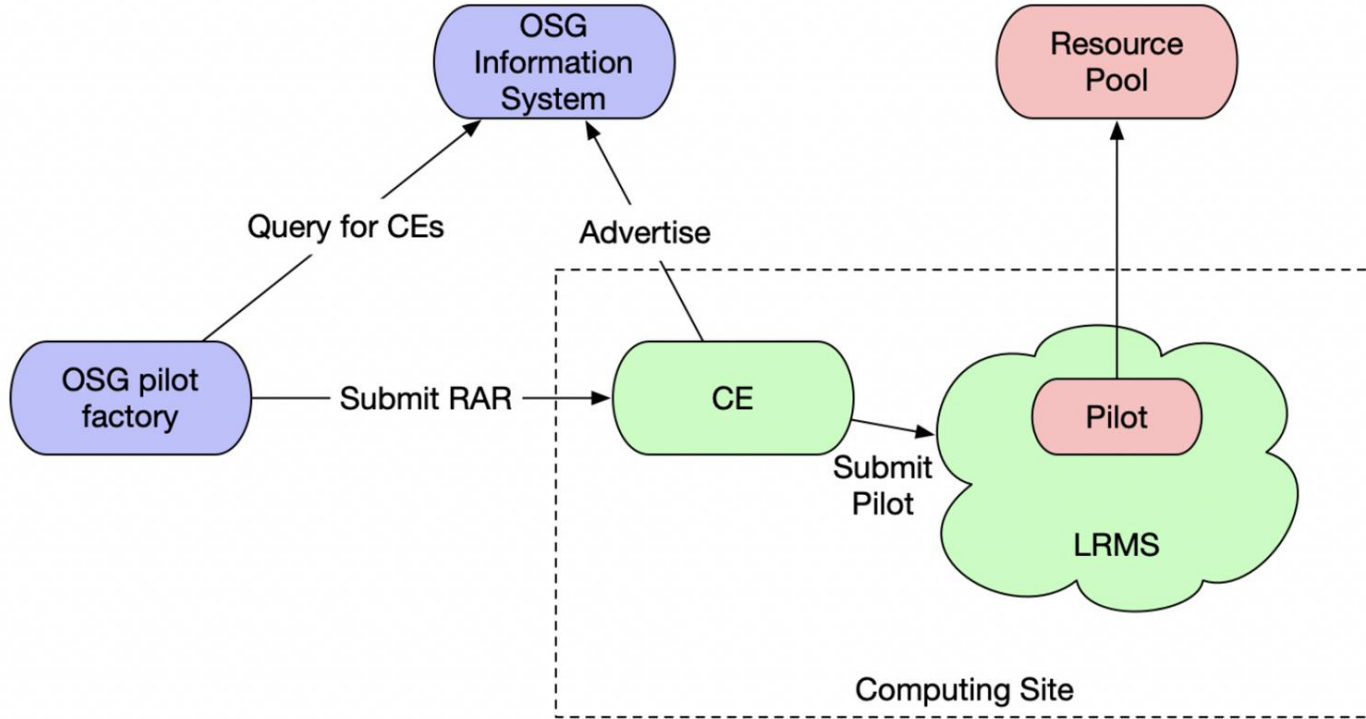 OSG
Information
System
Resource
Pool
Query for CEs
Advertise
OSG pilot
factory
Submit RAR
CE
Pilot
Submit
Pilot
LRMS
Computing Site